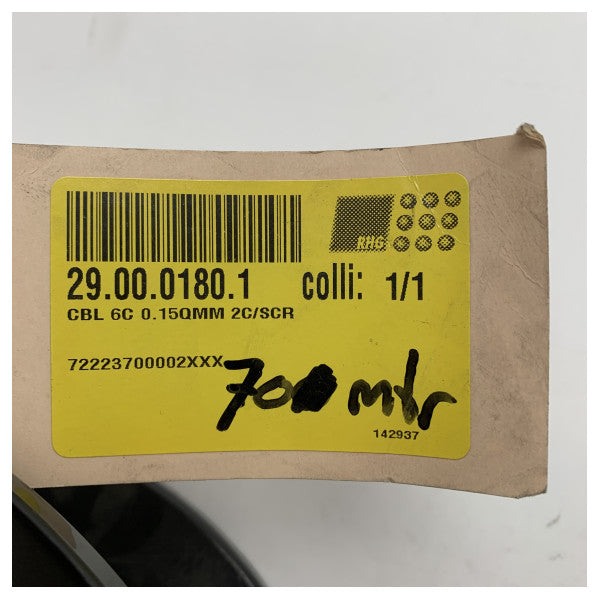 RHG
29.00.0180.1 colli: 1/1
CBL 6C 0.15QMM 2C/SCR
72223700002XXX
700 mtr
142937